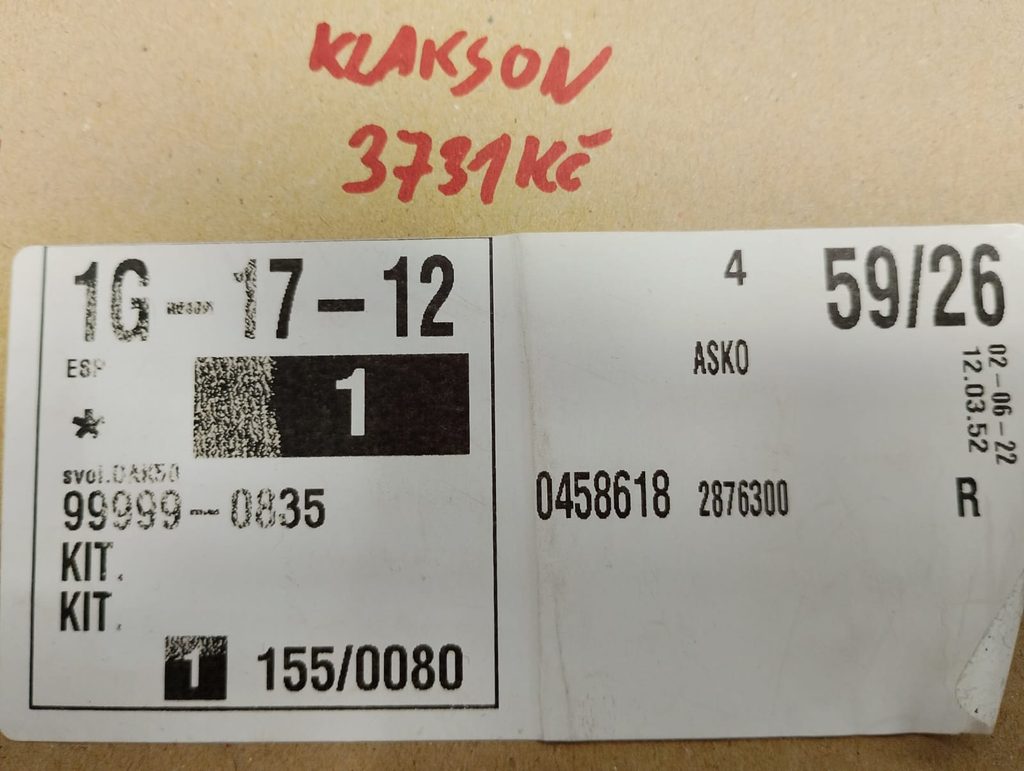 KLAKSON
3731Kč
1G- -17-12
ESP
1
*
99999-0835
KIT.
KIT.
1 155/0080
4 59/26
ASKO
02-06-22
12.03.52
0458618 2876300 R